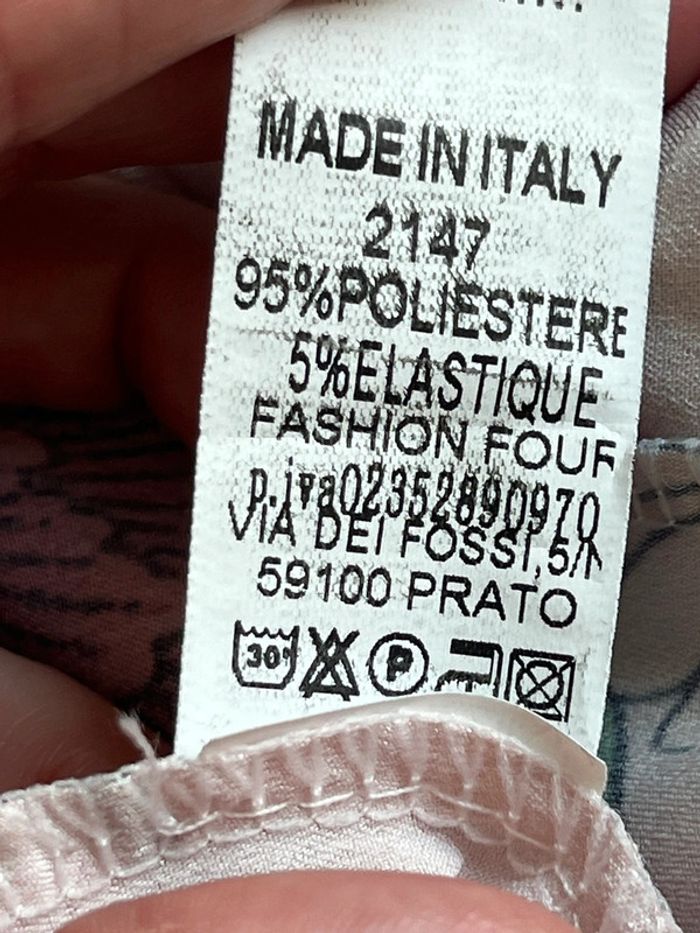 MADE IN ITALY
2147
95%POLIESTERE
5%ELASTIQUE
FASHION FOUR
p.iva02352890970
VIA DEI FOSSI,5/A
59100 PRATO
30°
P